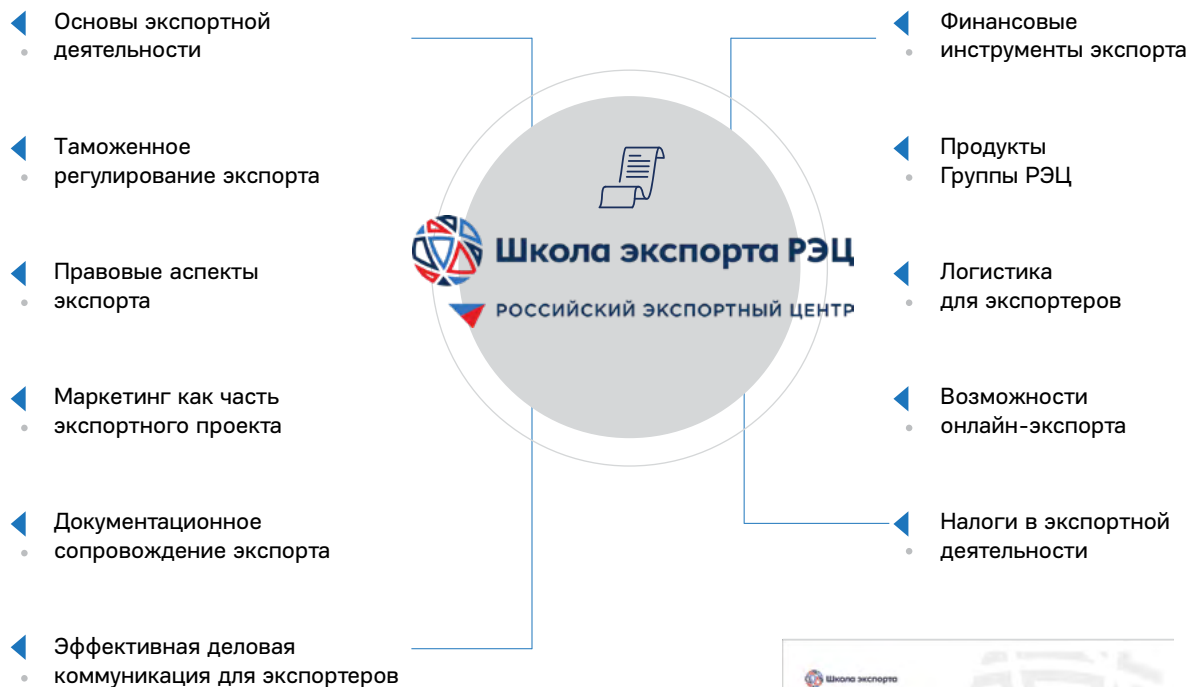 Основы экспортной
деятельности
Таможенное
регулирование экспорта
Правовые аспекты
экспорта
Маркетинг как часть
экспортного проекта
Документационное
сопровождение экспорта
Эффективная деловая
коммуникация для экспортеров
Школа экспорта РЭЦ
РОССИЙСКИЙ ЭКСПОРТНЫЙ ЦЕНТР
Финансовые
инструменты экспорта
Продукты
Группы РЭЦ
Логистика
для экспортеров
Возможности
онлайн-экспорта
Налоги в экспортной
деятельности
Школа экспорта